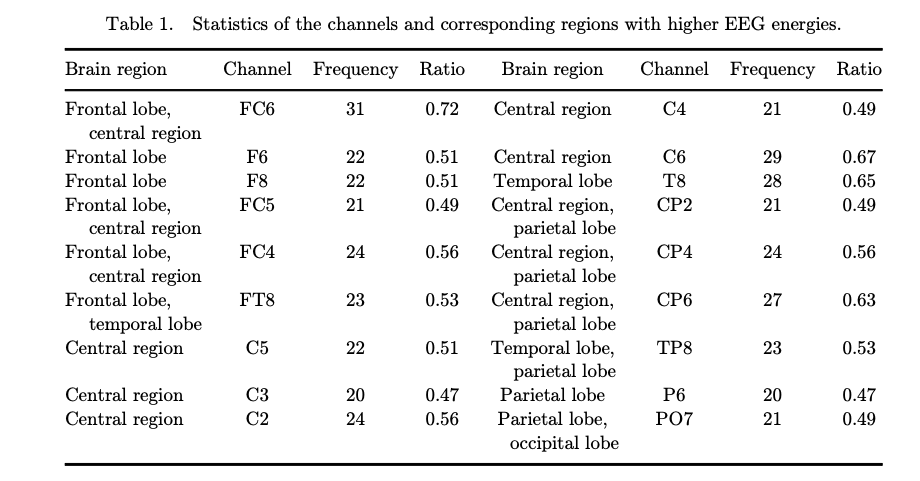 Table 1. Statistics of the channels and corresponding regions with higher EEG energies.
Brain region Channel Frequency Ratio Brain region Channel Frequency Ratio
Frontal lobe, FC6 31 0.72 Central region C4 21 0.49
central region
Frontal lobe F6 22 0.51 Central region C6 29 0.67
Frontal lobe F8 22 0.51 Temporal lobe T8 28 0.65
Frontal lobe, FC5 21 0.49 Central region, CP2 21 0.49
central region parietal lobe
Frontal lobe, FC4 24 0.56 Central region, CP4 24 0.56
central region parietal lobe
Frontal lobe, FT8 23 0.53 Central region, CP6 27 0.63
temporal lobe parietal lobe
Central region C5 22 0.51 Temporal lobe, TP8 23 0.53
parietal lobe
Central region C3 20 0.47 Parietal lobe P6 20 0.47
Central region C2 24 0.56 Parietal lobe, PO7 21 0.49
occipital lobe